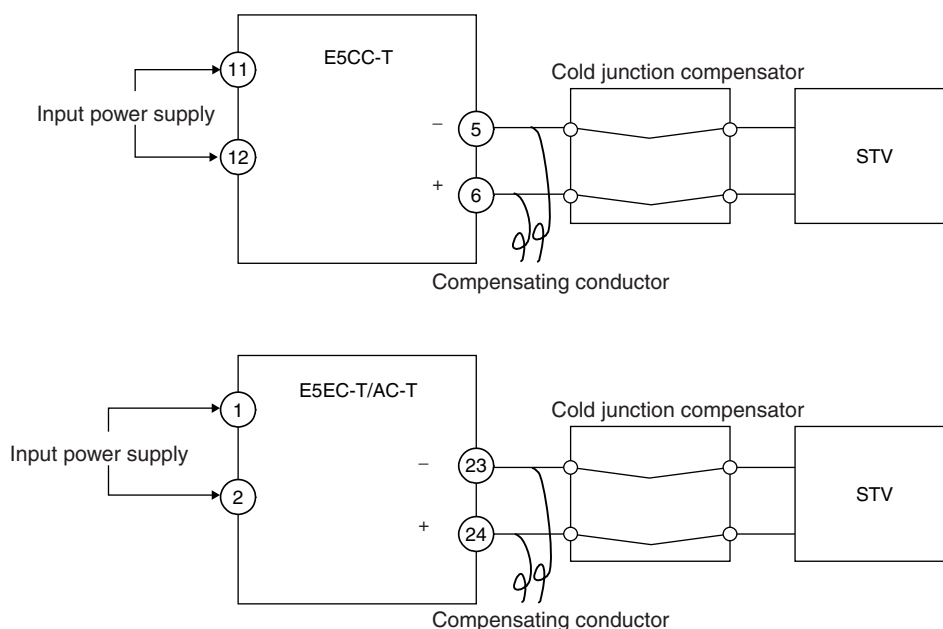 E5CC-T
11
Input power supply
12
−
5
+
6
Cold junction compensator
STV
Compensating conductor
E5EC-T/AC-T
1
Input power supply
2
−
23
+
24
Cold junction compensator
STV
Compensating conductor